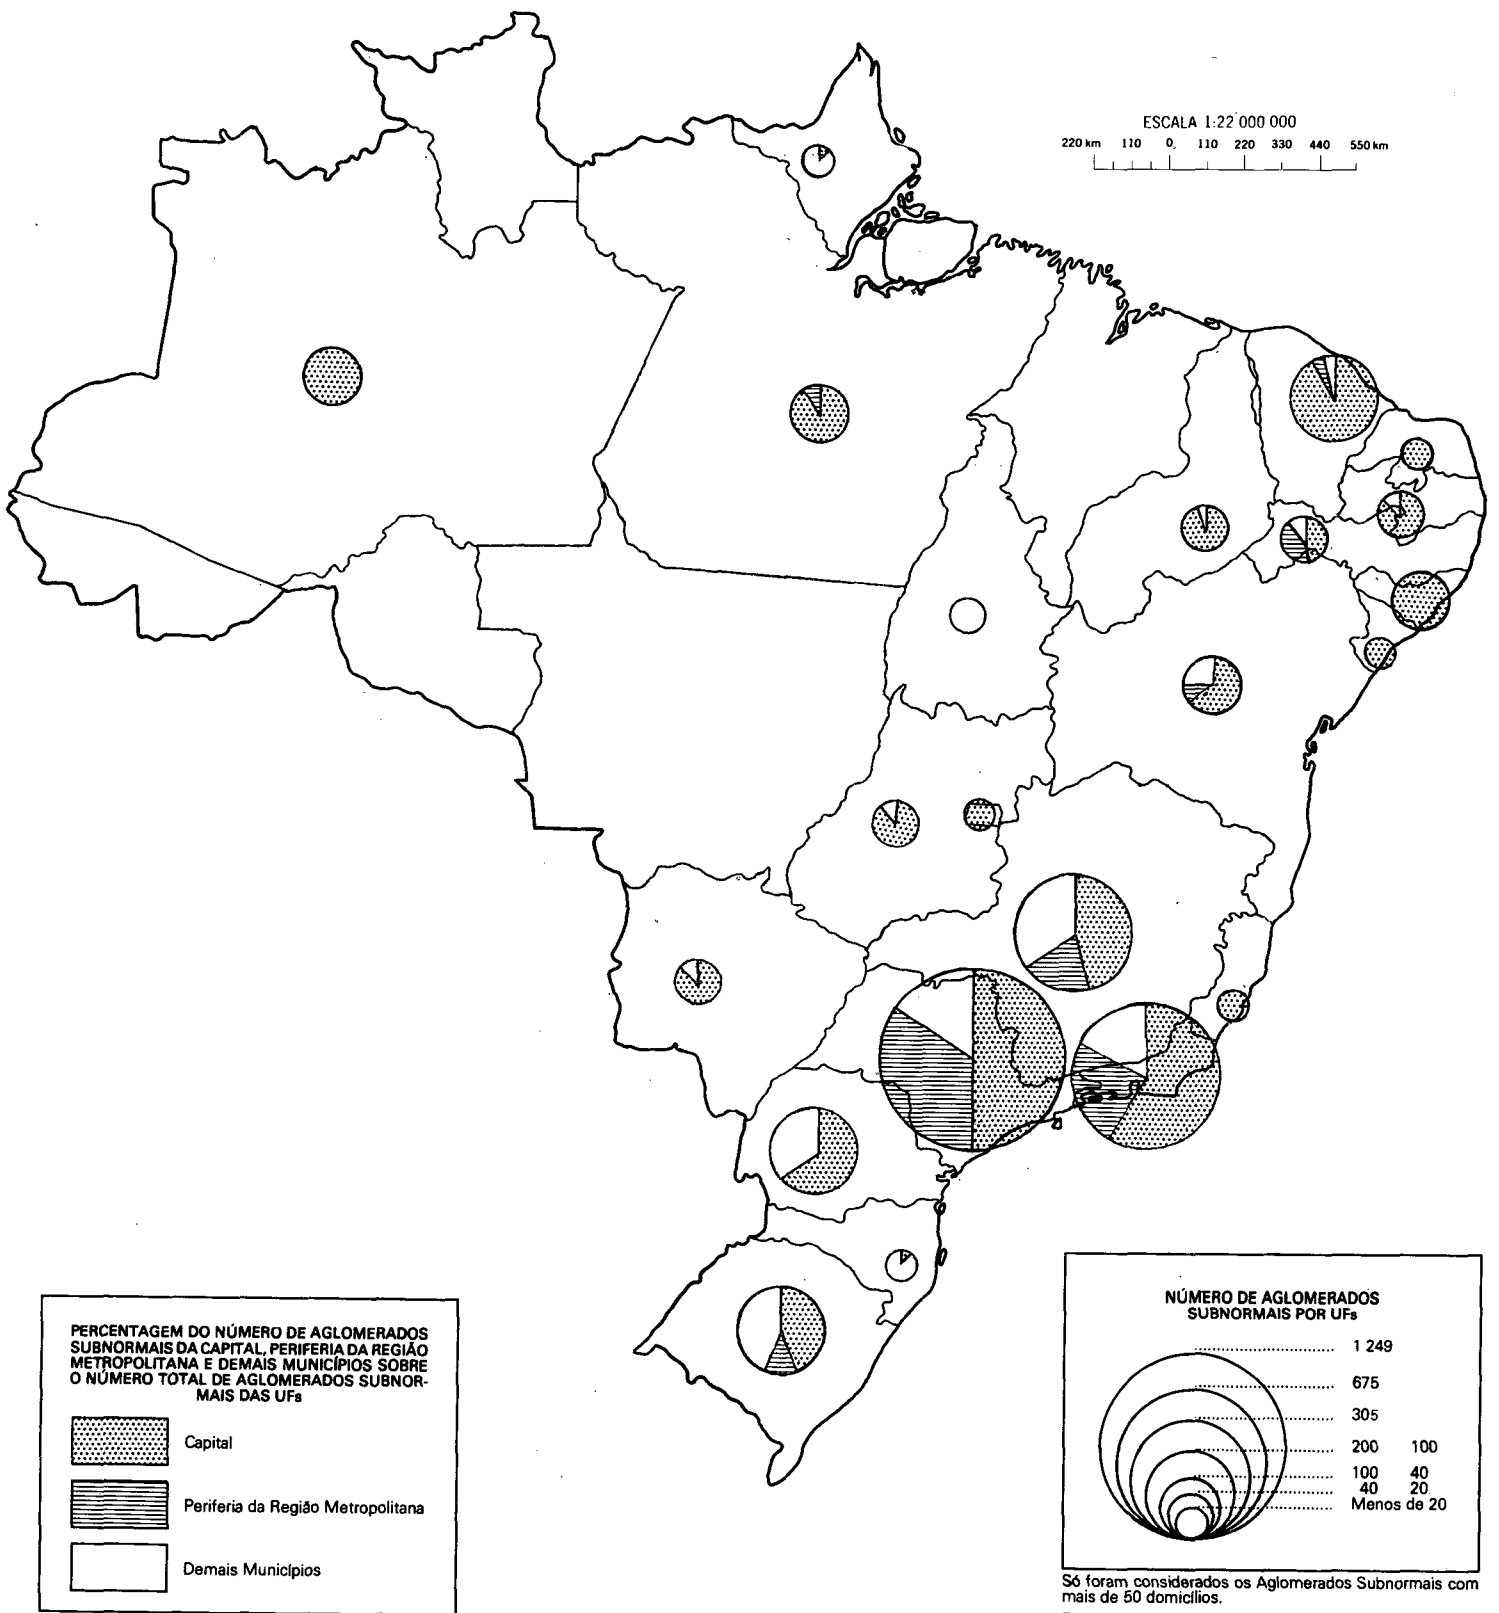 ESCALA 1:22 000 000
220 km 110 0 110 220 330 440 550 km
PERCENTAGEM DO NÚMERO DE AGLOMERADOS
SUBNORMAIS DA CAPITAL, PERIFERIA DA REGIÃO
METROPOLITANA E DEMAIS MUNICÍPIOS SOBRE
O NÚMERO TOTAL DE AGLOMERADOS SUBNOR-
MAIS DAS UFs
Capital
Periferia da Região Metropolitana
Demais Municípios
NÚMERO DE AGLOMERADOS
SUBNORMAIS POR UFs
1 249
675
305
200 100
100 40
40 20
Menos de 20
Só foram considerados os Aglomerados Subnormais com
mais de 50 domicílios.